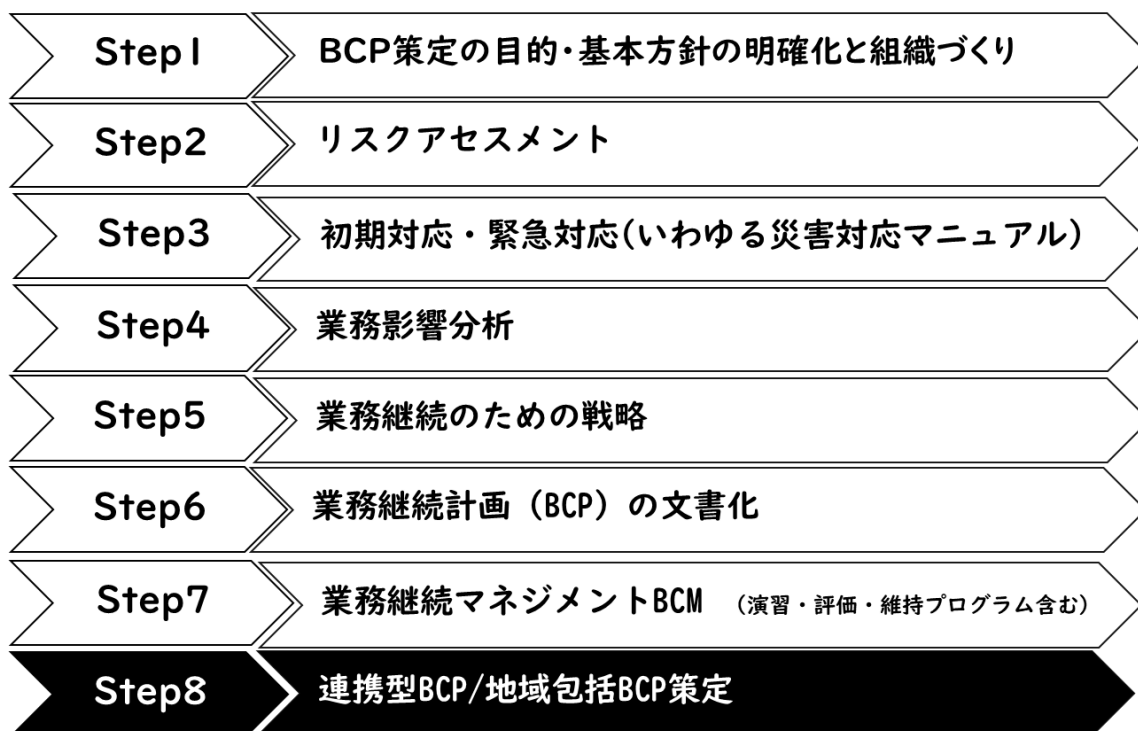 Step1 BCP策定の目的・基本方針の明確化と組織づくり
Step2 リスクアセスメント
Step3 初期対応・緊急対応(いわゆる災害対応マニュアル)
Step4 業務影響分析
Step5 業務継続のための戦略
Step6 業務継続計画（BCP）の文書化
Step7 業務継続マネジメントBCM （演習・評価・維持プログラム含む）
Step8 連携型BCP/地域包括BCP策定